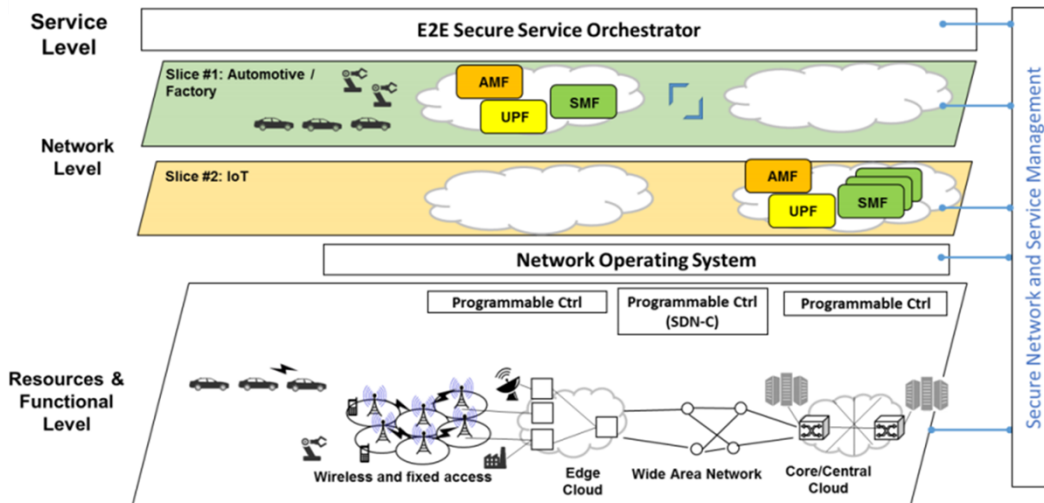 Service
Level
E2E Secure Service Orchestrator
Slice #1: Automotive /
Factory
AMF
UPF
SMF
Network
Level
Slice #2: IoT
AMF
UPF
SMF
Network Operating System
Programmable Ctrl
Programmable Ctrl
(SDN-C)
Programmable Ctrl
Resources &
Functional
Level
Wireless and fixed access
Edge
Cloud
Wide Area Network
Core/Central
Cloud
Secure Network and Service Management